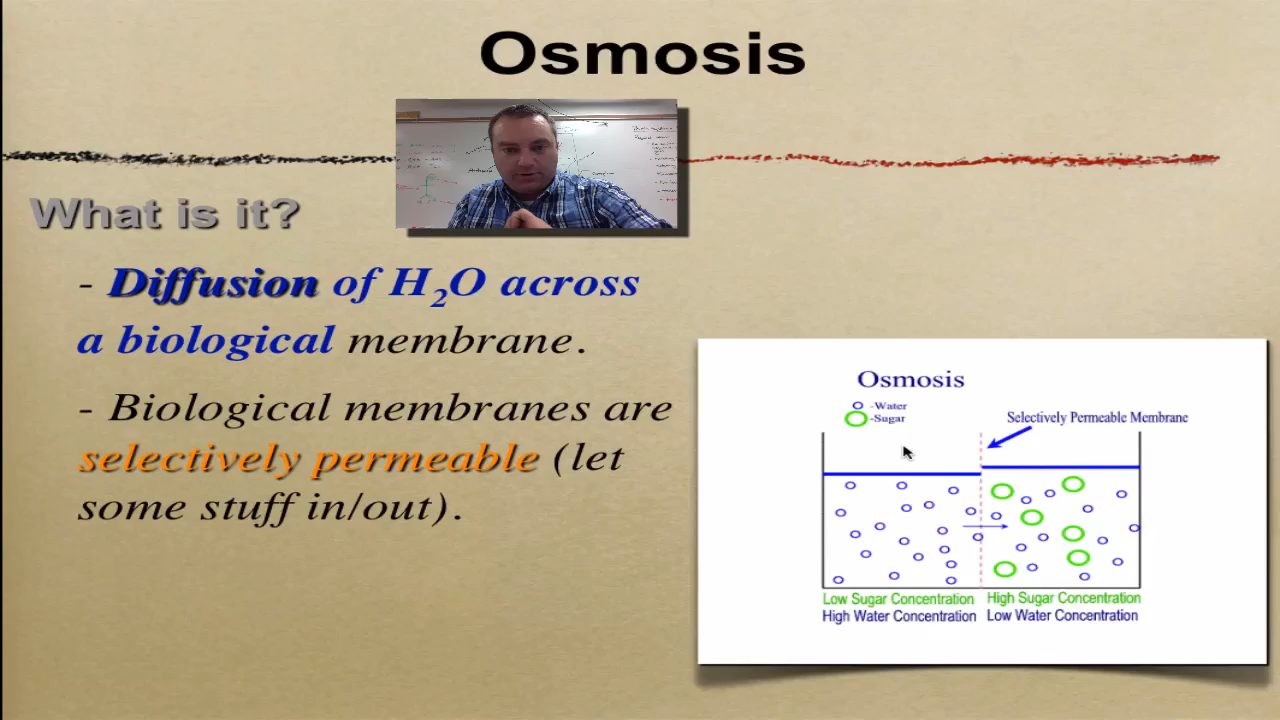 Osmosis
What is it?
- Diffusion of H₂O across
a biological membrane.
- Biological membranes are
selectively permeable (let
some stuff in/out).
Osmosis
-Water
-Sugar
Selectively Permeable Membrane
Low Sugar Concentration
High Water Concentration
High Sugar Concentration
Low Water Concentration